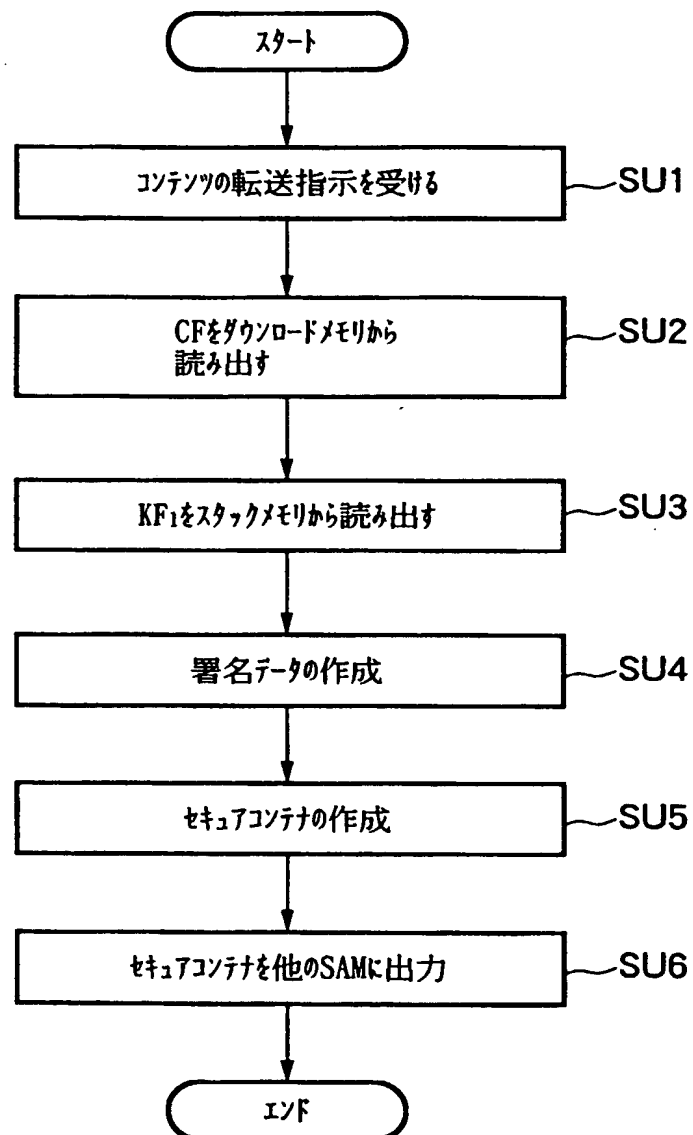 スタート
コンテンツの転送指示を受ける
SU1
CFをダウンロードメモリから
読み出す
SU2
KF₁をスタックメモリから読み出す
SU3
署名データの作成
SU4
セキュアコンテナの作成
SU5
セキュアコンテナを他のSAMに出力
SU6
エンド